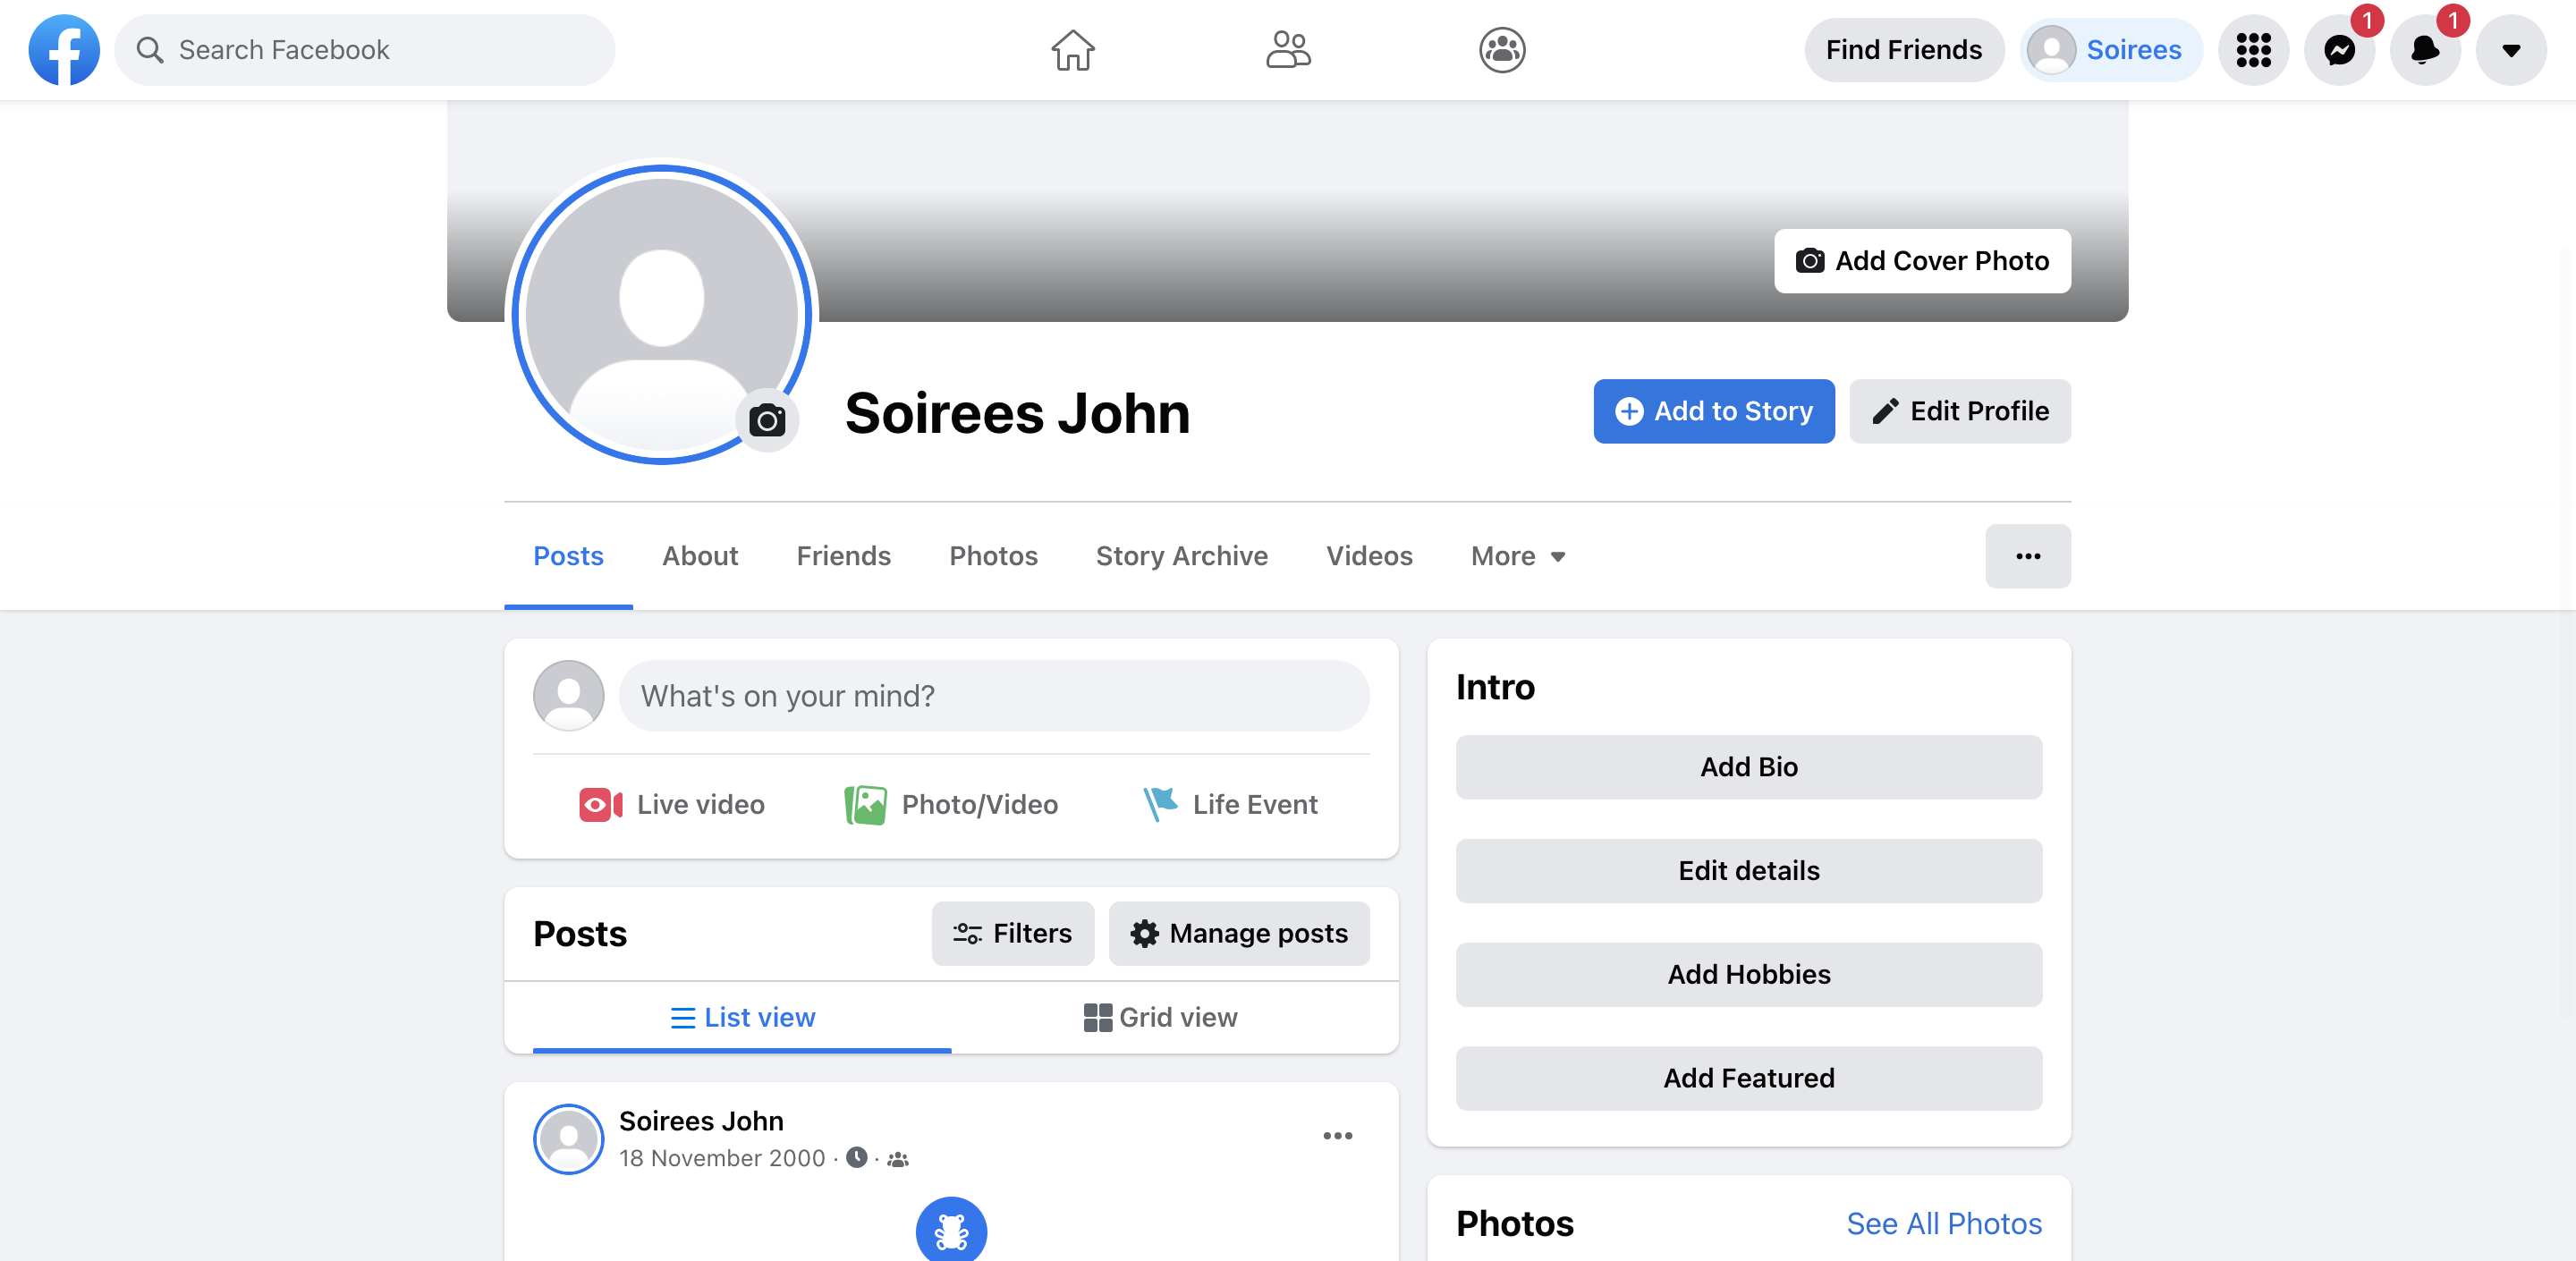 Search Facebook
Find Friends
Soirees
1
1
Add Cover Photo
Soirees John
Add to Story
Edit Profile
Posts About Friends Photos Story Archive Videos More
What's on your mind?
Live video Photo/Video Life Event
Posts
Filters
Manage posts
List view
Grid view
Soirees John
18 November 2000 · ·
Intro
Add Bio
Edit details
Add Hobbies
Add Featured
Photos
See All Photos